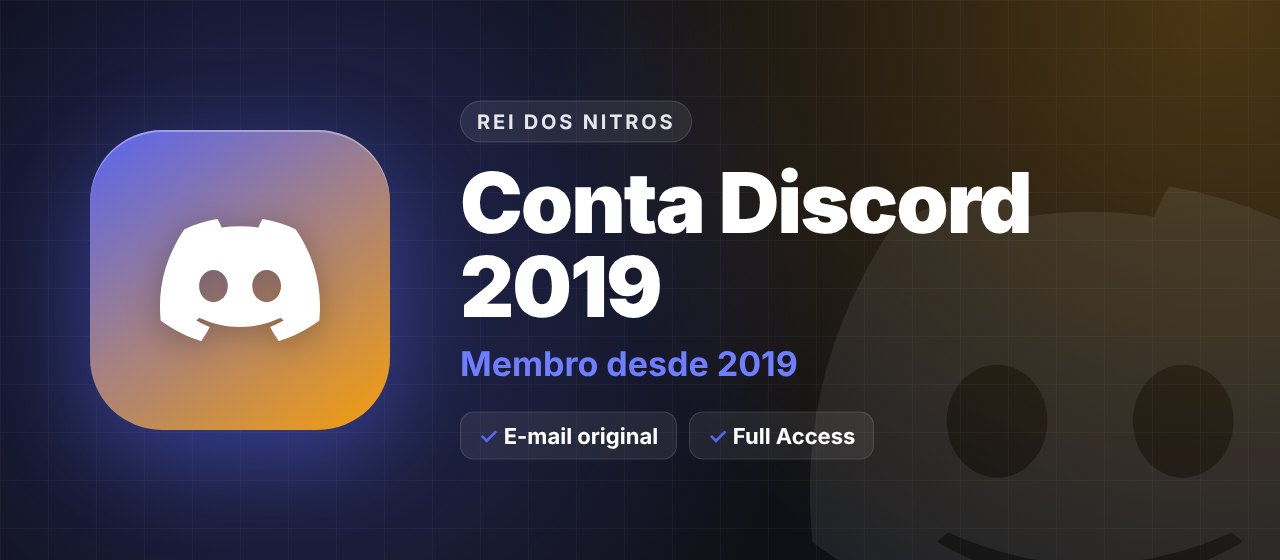 REI DOS NITROS
Conta Discord
2019
Membro desde 2019
E-mail original
Full Access